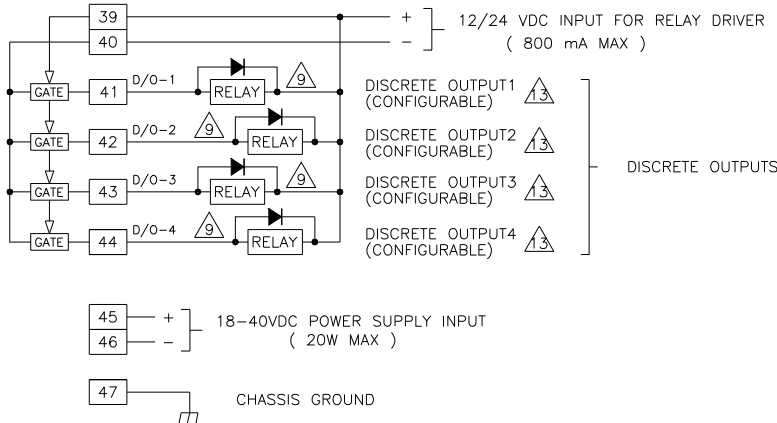 39 + 12/24 VDC INPUT FOR RELAY DRIVER
40 - ( 800 mA MAX )
GATE 41 D/O-1 RELAY 9 DISCRETE OUTPUT1 13
(CONFIGURABLE)
GATE 42 D/O-2 9 RELAY DISCRETE OUTPUT2 13
(CONFIGURABLE)
DISCRETE OUTPUTS
GATE 43 D/O-3 RELAY 9 DISCRETE OUTPUT3 13
(CONFIGURABLE)
GATE 44 D/O-4 9 RELAY DISCRETE OUTPUT4 13
(CONFIGURABLE)
45 + 18-40VDC POWER SUPPLY INPUT
46 - ( 20W MAX )
47 CHASSIS GROUND